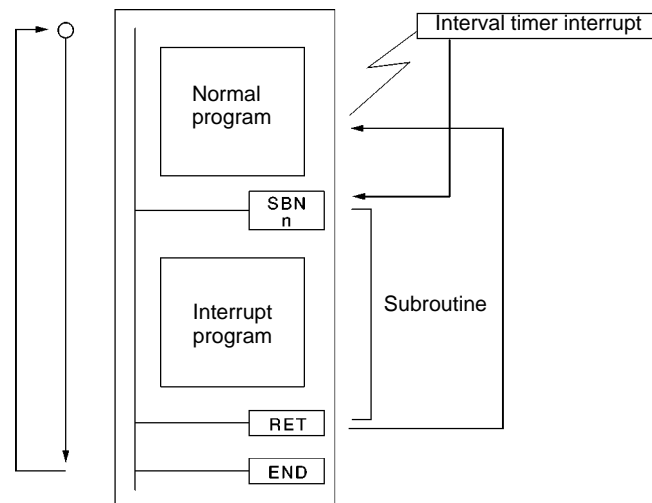 Interval timer interrupt
Normal
program
SBN
n
Interrupt
program
Subroutine
RET
END